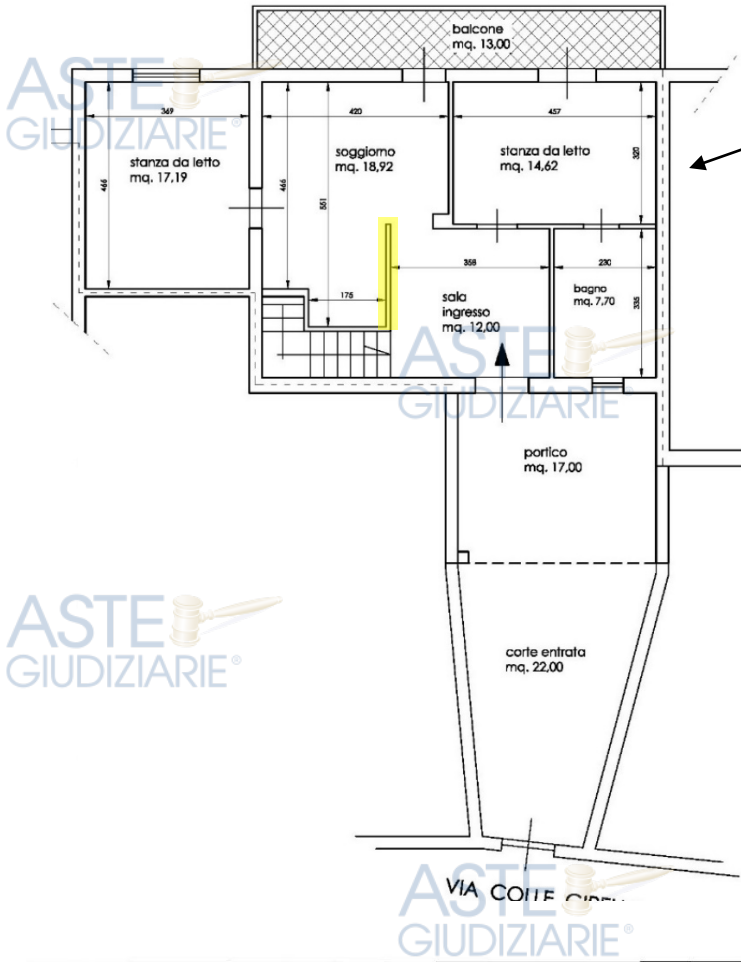 balcone
mq. 13,00
ASTE
GIUDIZIARIE®
369
420
457
stanza da letto
mq. 17,19
soggiorno
mq. 18,92
stanza da letto
mq. 14,62
320
466
466
551
175
358
230
sala
ingresso
mq. 12,00
bagno
mq. 7,70
335
ASTE
GIUDIZIARIE®
portico
mq. 17,00
ASTE
GIUDIZIARIE®
corte entrata
mq. 22,00
VIA COLLE
ASTE
GIUDIZIARIE®